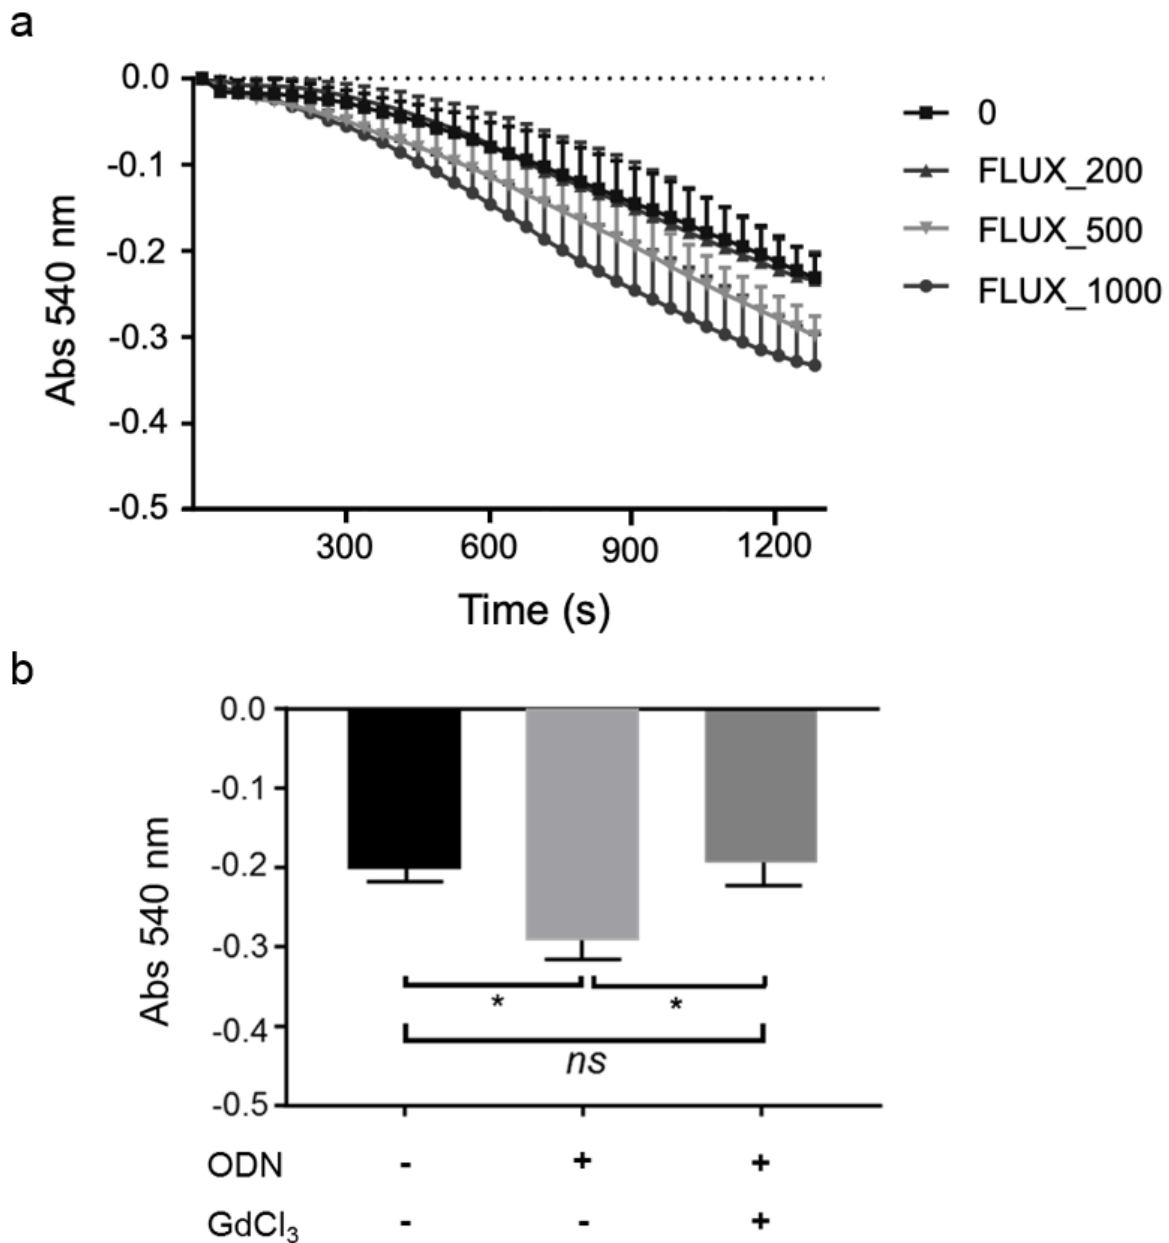 a
0.0
-0.1
-0.2
-0.3
-0.4
-0.5
Abs 540 nm
300 600 900 1200
Time (s)
0
FLUX_200
FLUX_500
FLUX_1000
b
0.0
-0.1
-0.2
-0.3
-0.4
-0.5
Abs 540 nm
* *
ns
ODN - + +
GdCl₃ - - +